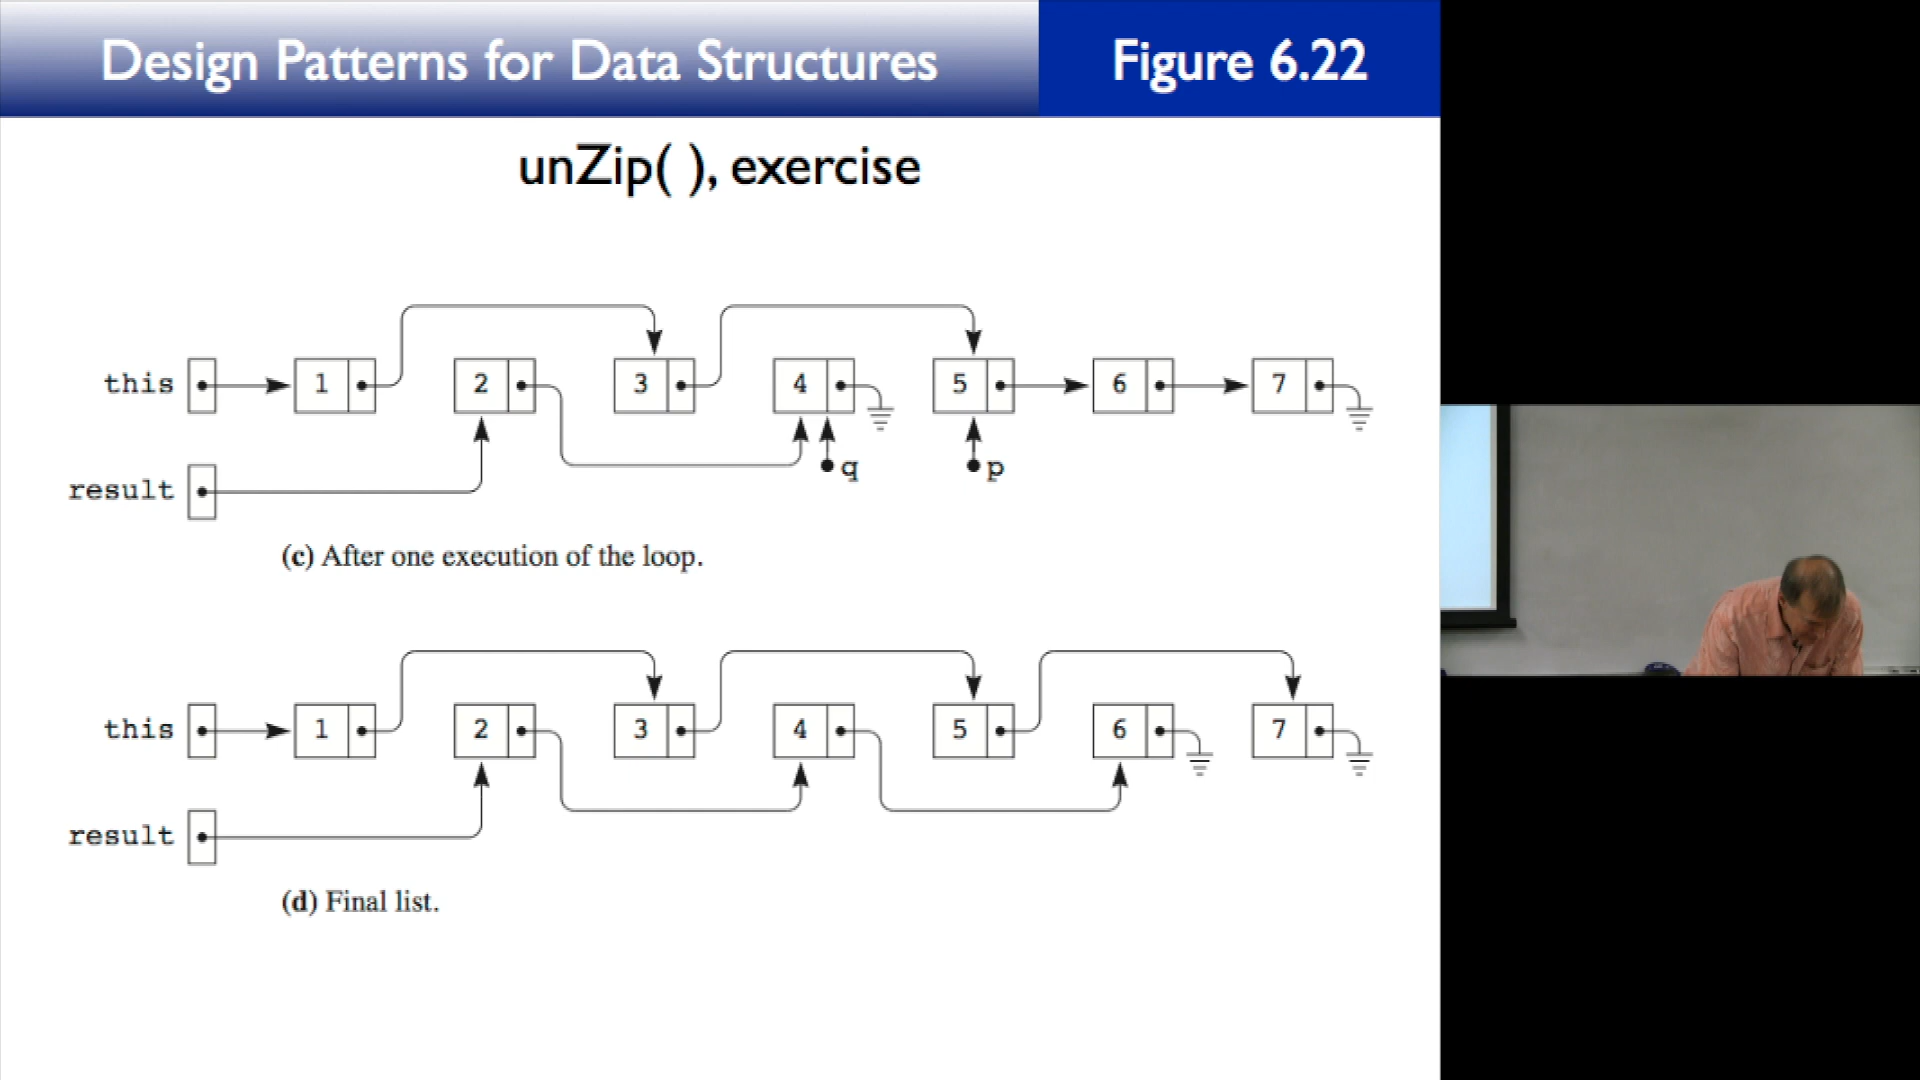 Design Patterns for Data Structures
Figure 6.22
unZip( ), exercise
this 1 2 3 4 5 6 7
q p
result
(c) After one execution of the loop.
this 1 2 3 4 5 6 7
result
(d) Final list.